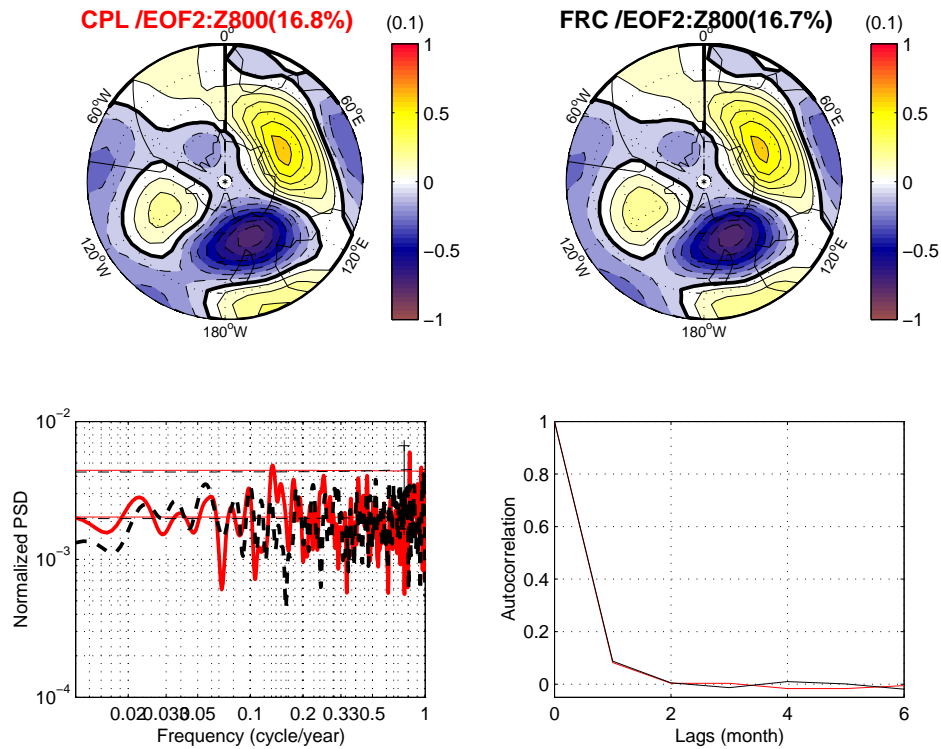 CPL /EOF2:Z800(16.8%)
(0.1)
FRC /EOF2:Z800(16.7%)
(0.1)
0°
60°W
60°E
120°W
120°E
180°W
1
0.5
0
−0.5
−1
0°
60°W
60°E
120°W
120°E
180°W
1
0.5
0
−0.5
−1
Normalized PSD
10⁻²
10⁻³
10⁻⁴
0.02 0.033 0.05 0.1 0.2 0.33 0.5 1
Frequency (cycle/year)
Autocorrelation
1
0.8
0.6
0.4
0.2
0
0 2 4 6
Lags (month)